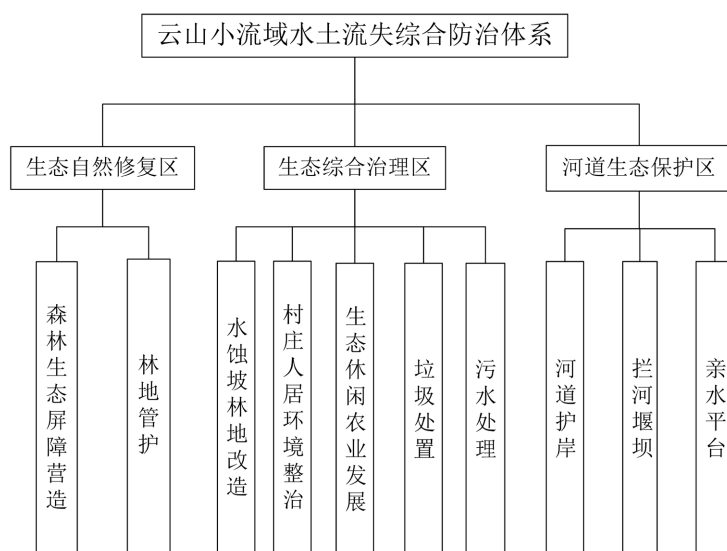 云山小流域水土流失综合防治体系
生态自然修复区
生态综合治理区
河道生态保护区
森林生态屏障营造
林地管护
水蚀坡林地改造
村庄人居环境整治
生态休闲农业发展
垃圾处置
污水处理
河道护岸
拦河堰坝
亲水平台